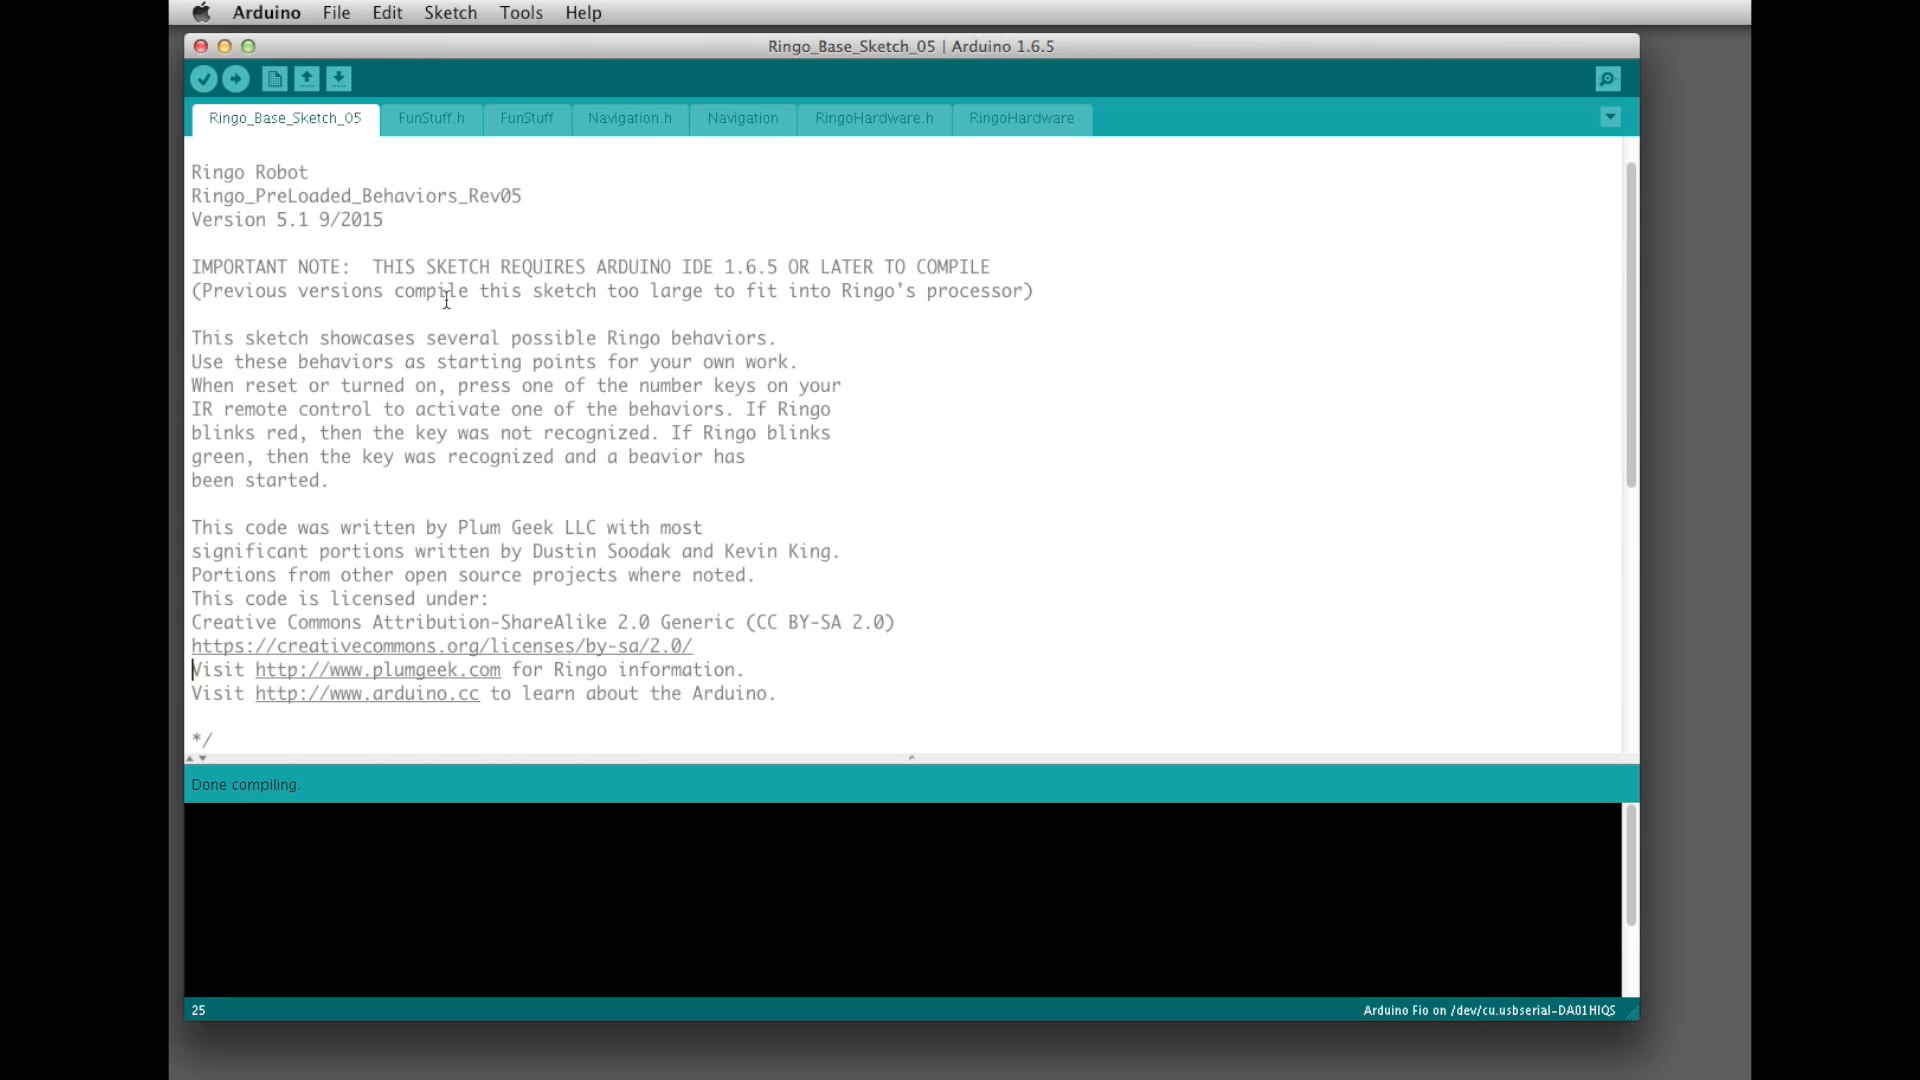 Arduino File Edit Sketch Tools Help
Ringo_Base_Sketch_05 | Arduino 1.6.5
Ringo_Base_Sketch_05 FunStuff.h FunStuff Navigation.h Navigation RingoHardware.h RingoHardware
Ringo Robot
Ringo_PreLoaded_Behaviors_Rev05
Version 5.1 9/2015
IMPORTANT NOTE:  THIS SKETCH REQUIRES ARDUINO IDE 1.6.5 OR LATER TO COMPILE
(Previous versions compile this sketch too large to fit into Ringo's processor)
This sketch showcases several possible Ringo behaviors.
Use these behaviors as starting points for your own work.
When reset or turned on, press one of the number keys on your
IR remote control to activate one of the behaviors. If Ringo
blinks red, then the key was not recognized. If Ringo blinks
green, then the key was recognized and a beavior has
been started.
This code was written by Plum Geek LLC with most
significant portions written by Dustin Soodak and Kevin King.
Portions from other open source projects where noted.
This code is licensed under:
Creative Commons Attribution-ShareAlike 2.0 Generic (CC BY-SA 2.0)
https://creativecommons.org/licenses/by-sa/2.0/
Visit http://www.plumgeek.com for Ringo information.
Visit http://www.arduino.cc to learn about the Arduino.
*/
Done compiling.
25 Arduino Fio on /dev/cu.usbserial-DA01HIQS